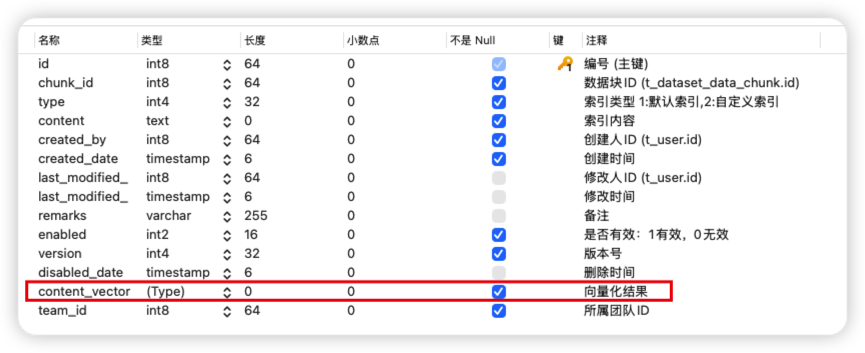 名称 类型 长度 小数点 不是 Null 键 注释
id int8 64 0 编号 (主键)
chunk_id int8 64 0 数据块ID (t_dataset_data_chunk.id)
type int4 32 0 索引类型 1:默认索引,2:自定义索引
content text 0 0 索引内容
created_by int8 64 0 创建人ID (t_user.id)
created_date timestamp 6 0 创建时间
last_modified_ int8 64 0 修改人ID (t_user.id)
last_modified_ timestamp 6 0 修改时间
remarks varchar 255 0 备注
enabled int2 16 0 是否有效：1有效，0无效
version int4 32 0 版本号
disabled_date timestamp 6 0 删除时间
content_vector (Type) 0 0 向量化结果
team_id int8 64 0 所属团队ID